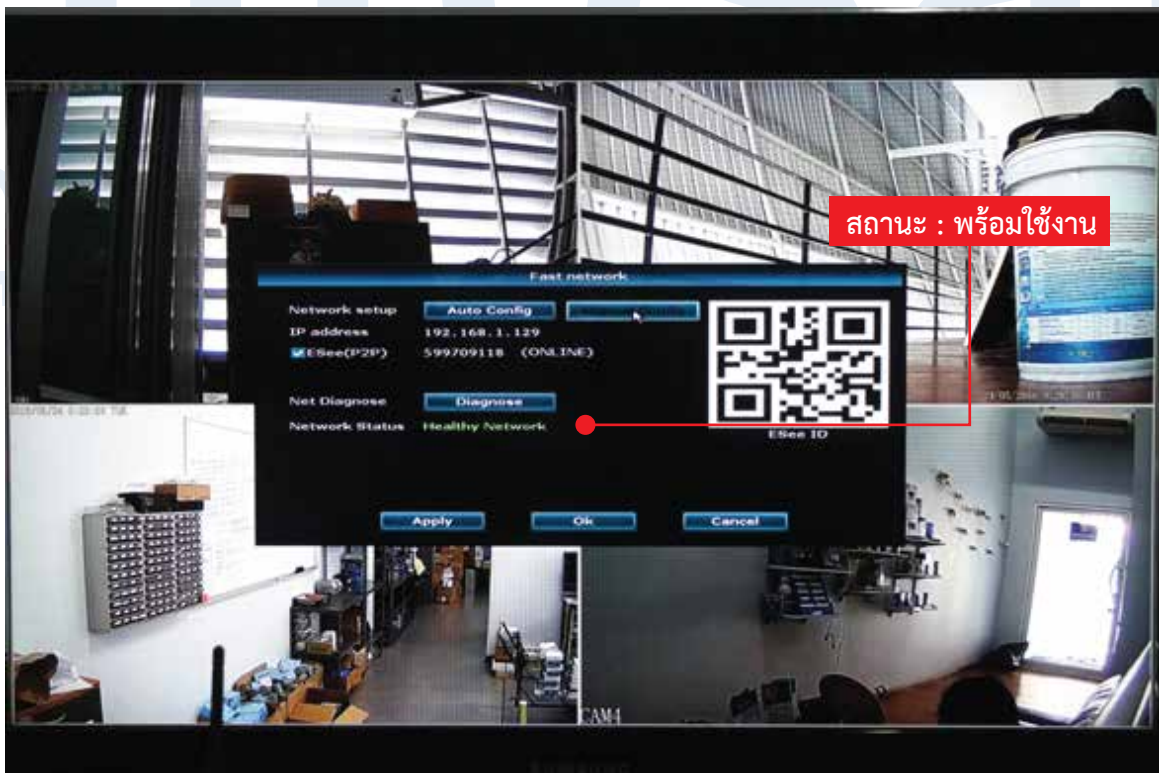 สถานะ : พร้อมใช้งาน
Fast network
Network setup Auto Config
IP address 192.168.1.129
ESee(P2P) 599709118 (ONLINE)
Net Diagnose Diagnose
Network Status Healthy Network
ESee ID
Apply Ok Cancel
CAM4